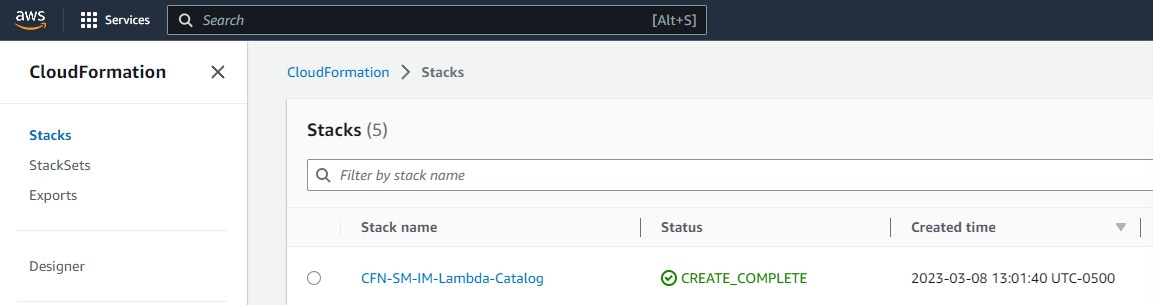 aws Services Search [Alt+S]
CloudFormation
Stacks
StackSets
Exports
Designer
CloudFormation Stacks
Stacks (5)
Filter by stack name
Stack name Status Created time
CFN-SM-IM-Lambda-Catalog CREATE_COMPLETE 2023-03-08 13:01:40 UTC-0500